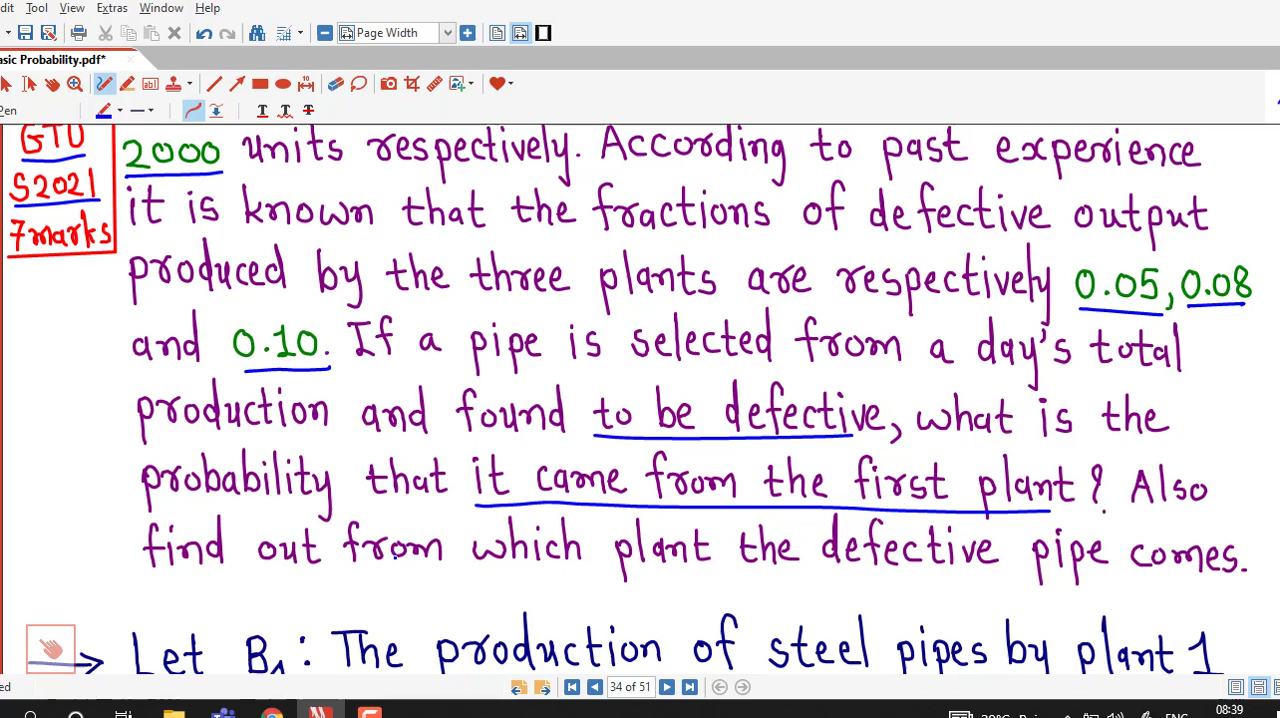 dit Tool View Extras Window Help
Page Width
asic Probability.pdf*
Pen
GTU
S2021
7 marks
2000 units respectively. According to past experience
it is known that the fractions of defective output
produced by the three plants are respectively 0.05, 0.08
and 0.10. If a pipe is selected from a day's total
production and found to be defective, what is the
probability that it came from the first plant? Also
find out from which plant the defective pipe comes.
Let B1: The production of steel pipes by plant 1
34 of 51
08:39